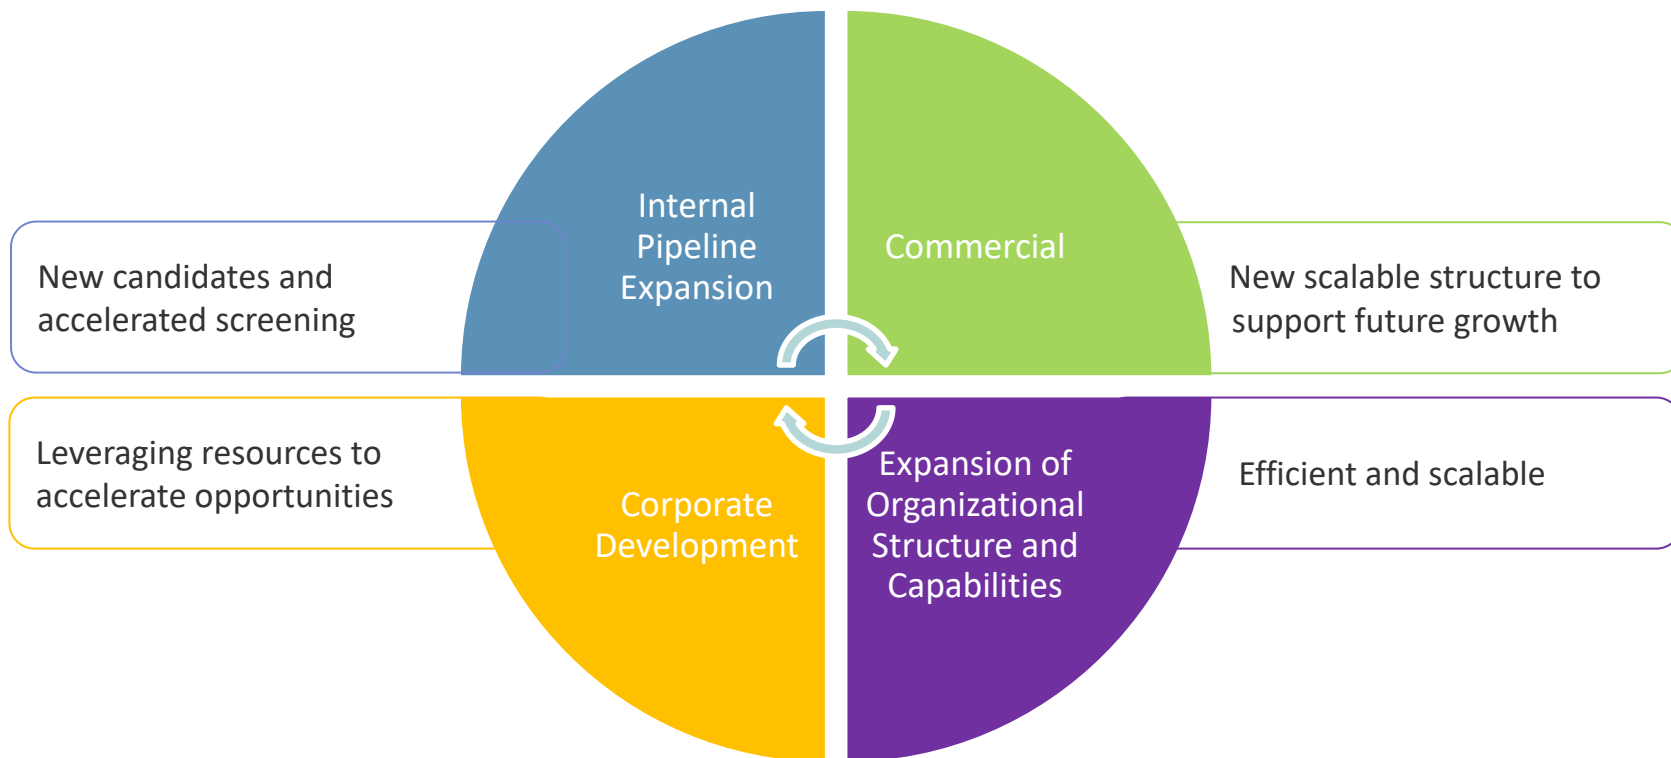 Internal
Pipeline
Expansion
Commercial
New candidates and
accelerated screening
New scalable structure to
support future growth
Leveraging resources to
accelerate opportunities
Corporate
Development
Expansion of
Organizational
Structure and
Capabilities
Efficient and scalable